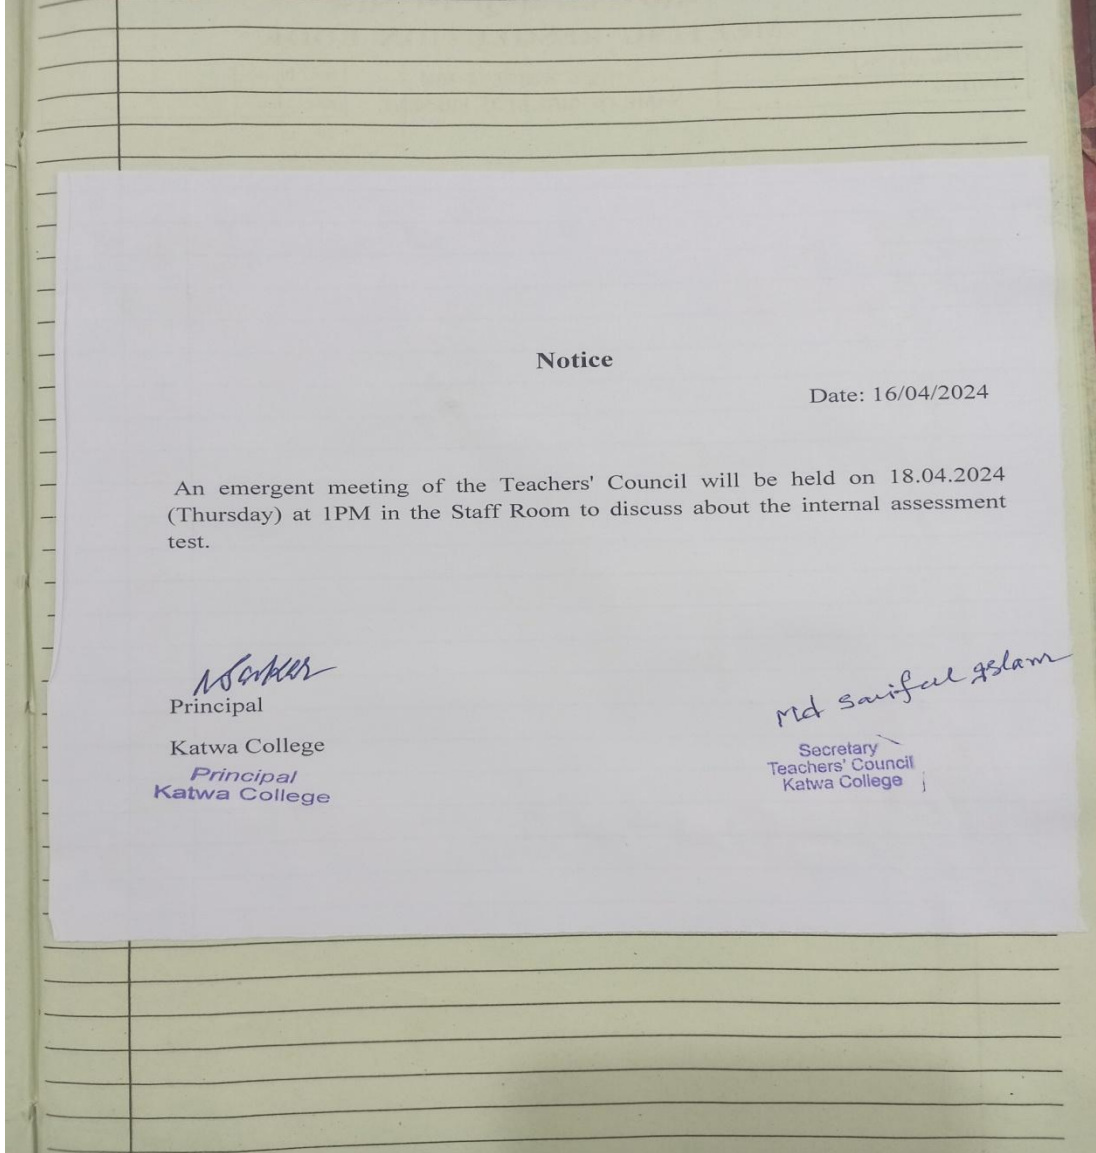 Notice
Date: 16/04/2024
An emergent meeting of the Teachers' Council will be held on 18.04.2024
(Thursday) at 1PM in the Staff Room to discuss about the internal assessment
test.
Md Saiful Islam
Principal
Katwa College
Principal
Katwa College
Secretary
Teachers' Council
Katwa College